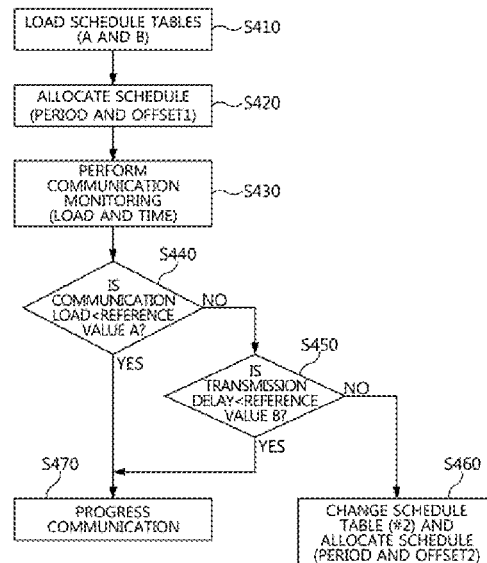 LOAD SCHEDULE TABLES
(A AND B)
S410
ALLOCATE SCHEDULE
(PERIOD AND OFFSET1)
S420
PERFORM
COMMUNICATION
MONITORING
(LOAD AND TIME)
S430
S440
IS
COMMUNICATION
LOAD<REFERENCE
VALUE A?
NO
YES
S450
IS
TRANSMISSION
DELAY<REFERENCE
VALUE B?
NO
YES
S470
PROGRESS
COMMUNICATION
S460
CHANGE SCHEDULE
TABLE (#2) AND
ALLOCATE SCHEDULE
(PERIOD AND OFFSET2)